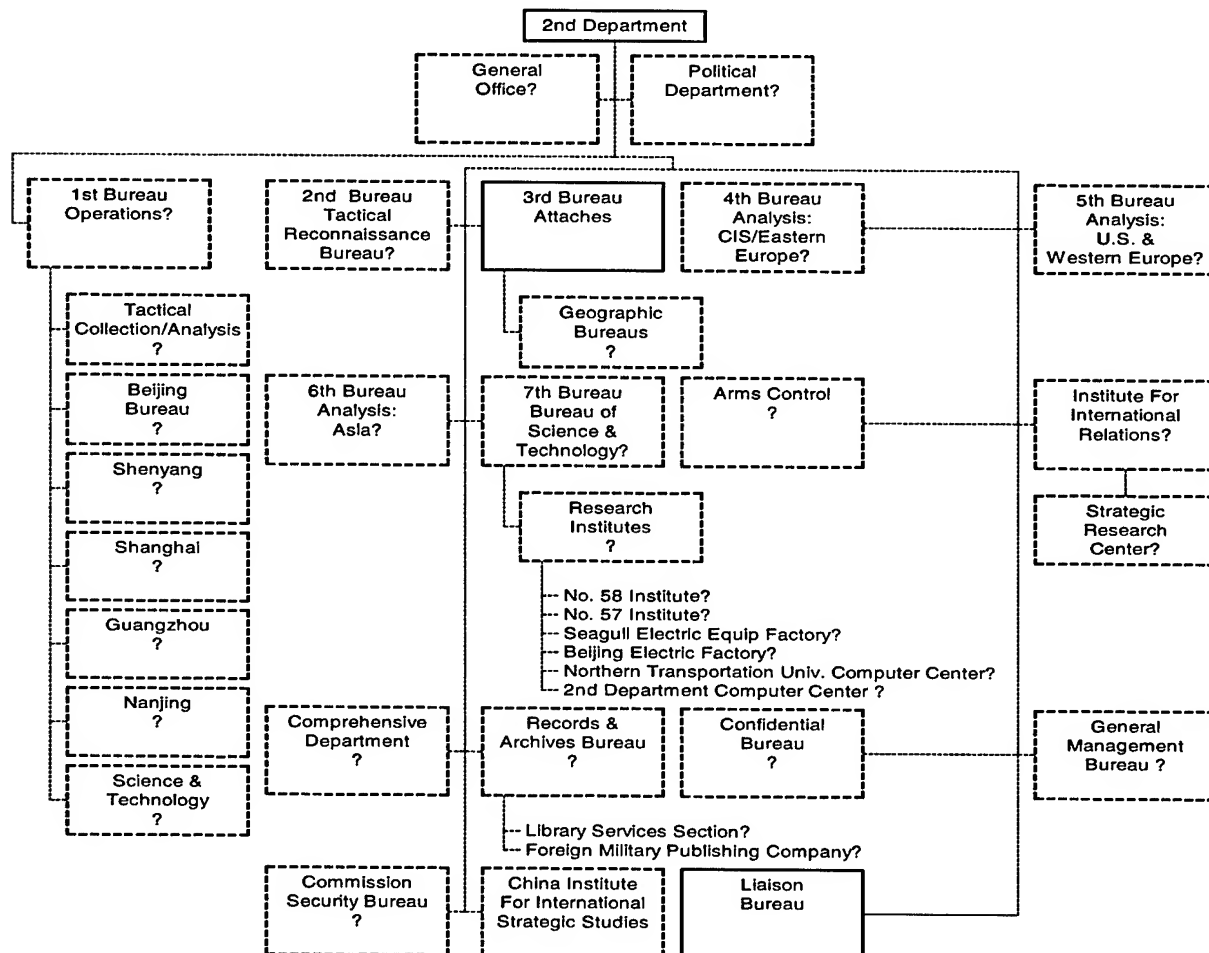 2nd Department
General
Office?
Political
Department?
1st Bureau
Operations?
2nd Bureau
Tactical
Reconnaissance
Bureau?
3rd Bureau
Attaches
4th Bureau
Analysis:
CIS/Eastern
Europe?
5th Bureau
Analysis:
U.S. &
Western Europe?
Tactical
Collection/Analysis
?
Geographic
Bureaus
?
Beijing
Bureau
?
6th Bureau
Analysis:
Asia?
7th Bureau
Bureau of
Science &
Technology?
Arms Control
?
Institute For
International
Relations?
Shenyang
?
Research
Institutes
?
Strategic
Research
Center?
Shanghai
?
No. 58 Institute?
No. 57 Institute?
Seagull Electric Equip Factory?
Beijing Electric Factory?
Northern Transportation Univ. Computer Center?
2nd Department Computer Center ?
Guangzhou
?
Nanjing
?
Comprehensive
Department
?
Records &
Archives Bureau
?
Confidential
Bureau
?
General
Management
Bureau ?
Science &
Technology
?
Library Services Section?
Foreign Military Publishing Company?
Commission
Security Bureau
?
China Institute
For International
Strategic Studies
Liaison
Bureau